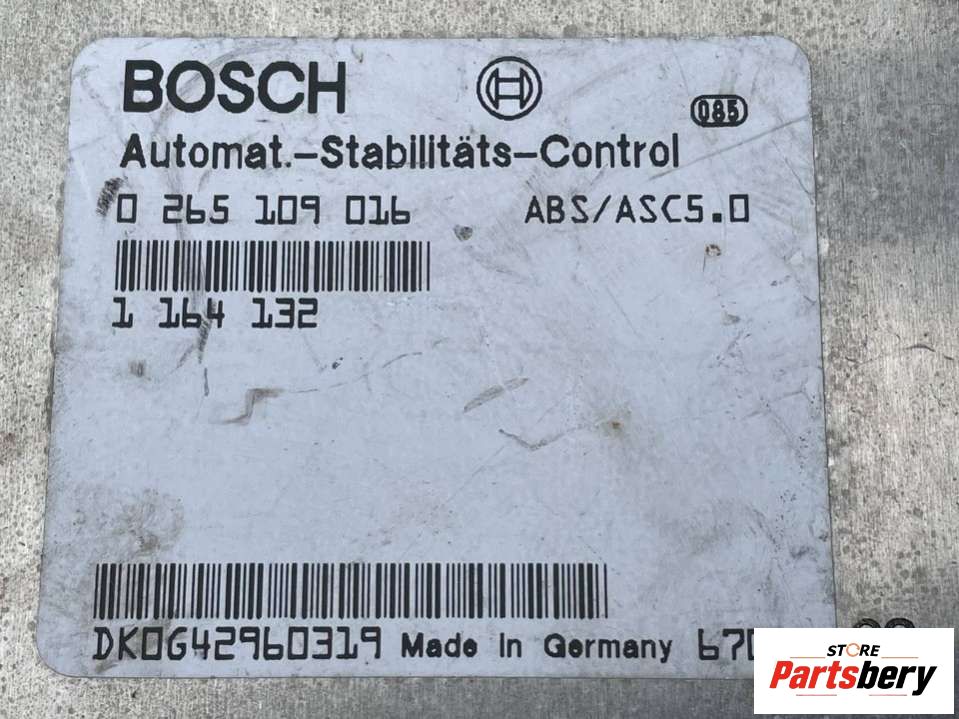 BOSCH
085
Automat.-Stabilitäts-Control
0 265 109 016 ABS/ASC5.0
1 164 132
DK0G42960319 Made in Germany
STORE
Partsbery